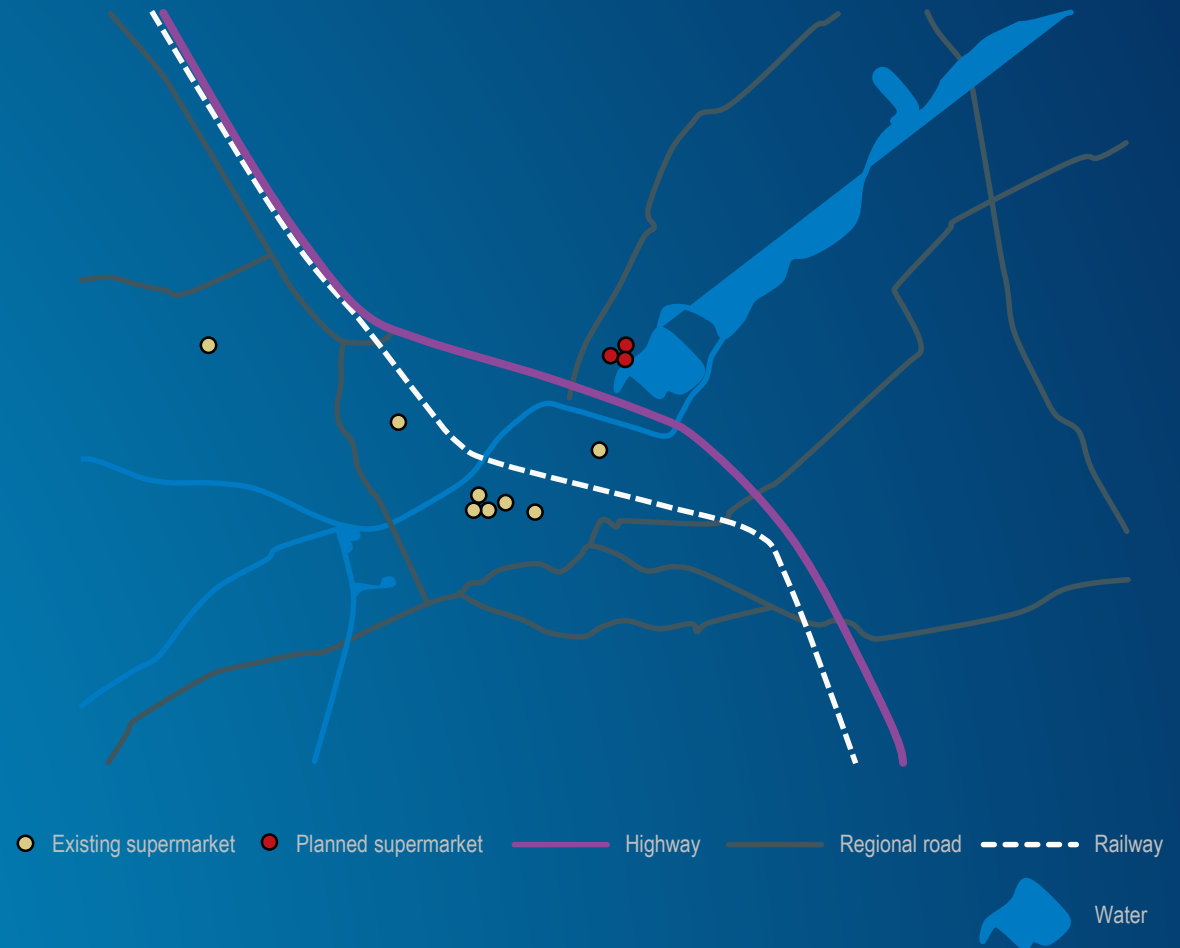 Existing supermarket
Planned supermarket
Highway
Regional road
Railway
Water